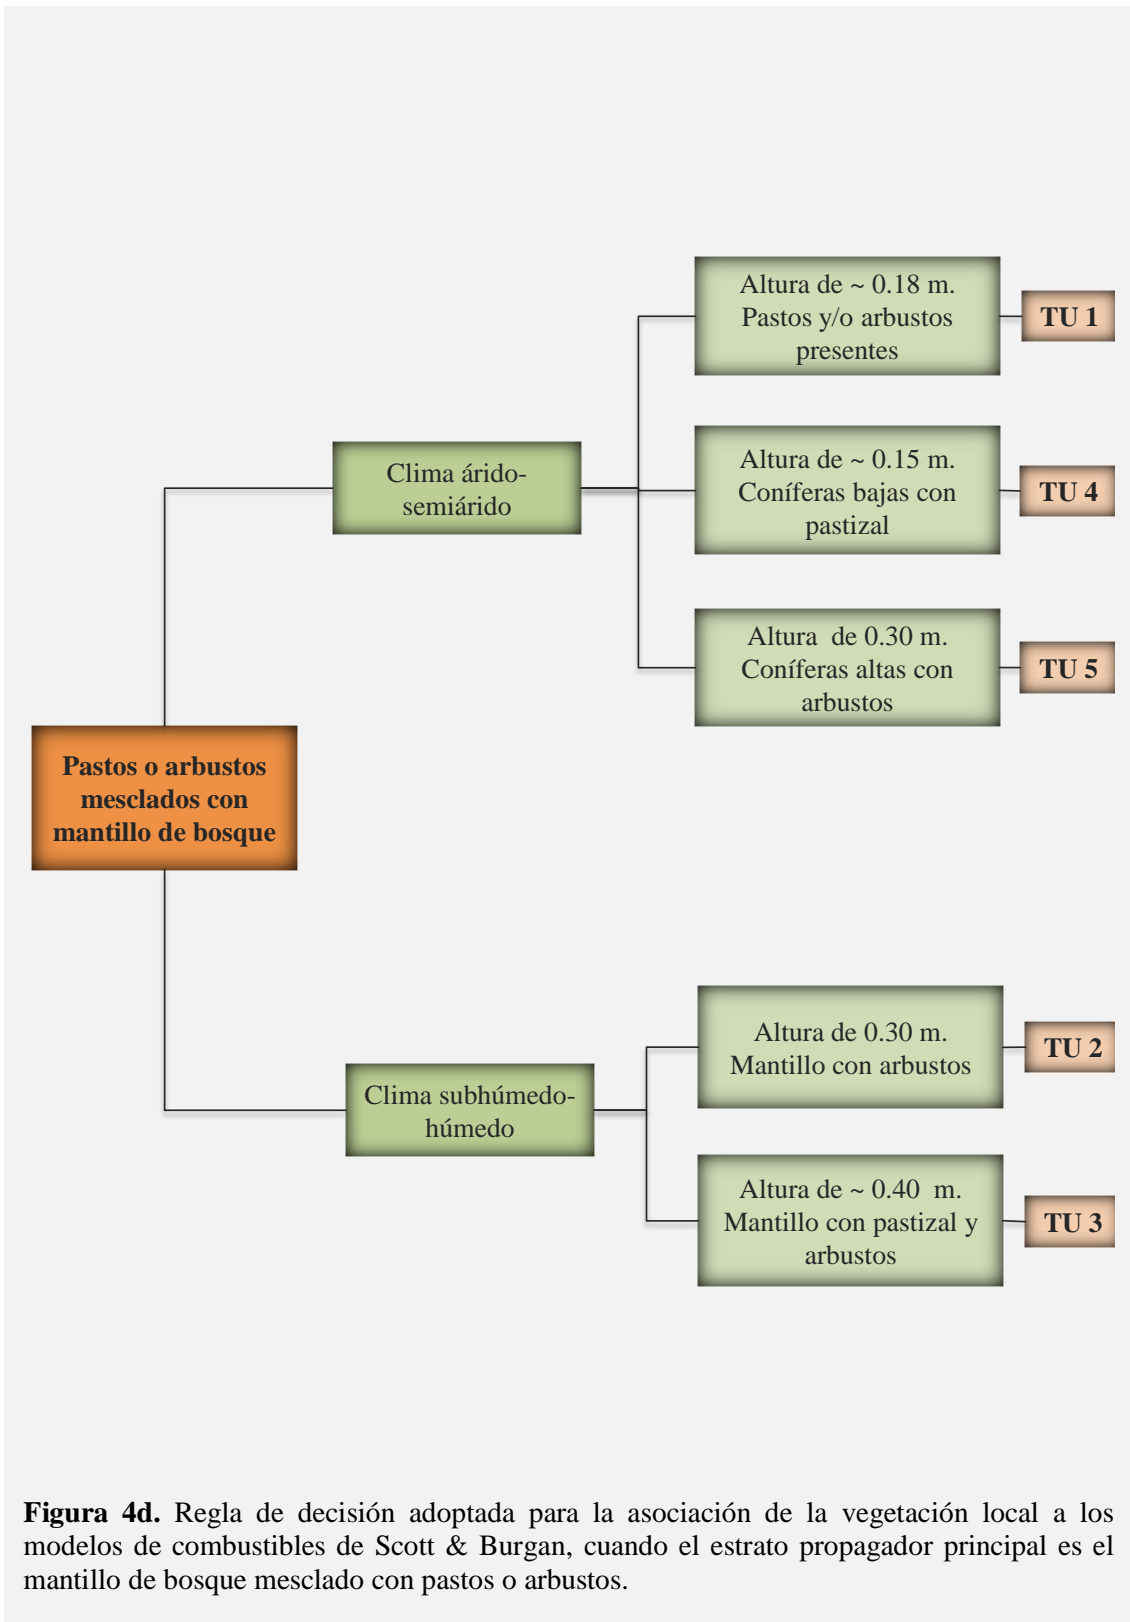 Altura de ~ 0.18 m.
Pastos y/o arbustos
presentes
TU 1
Clima árido-
semiárido
Altura de ~ 0.15 m.
Coníferas bajas con
pastizal
TU 4
Altura  de 0.30 m.
Coníferas altas con
arbustos
TU 5
Pastos o arbustos
mesclados con
mantillo de bosque
Altura de 0.30 m.
Mantillo con arbustos
TU 2
Clima subhúmedo-
húmedo
Altura de ~ 0.40  m.
Mantillo con pastizal y
arbustos
TU 3
Figura 4d. Regla de decisión adoptada para la asociación de la vegetación local a los
modelos de combustibles de Scott & Burgan, cuando el estrato propagador principal es el
mantillo de bosque mesclado con pastos o arbustos.